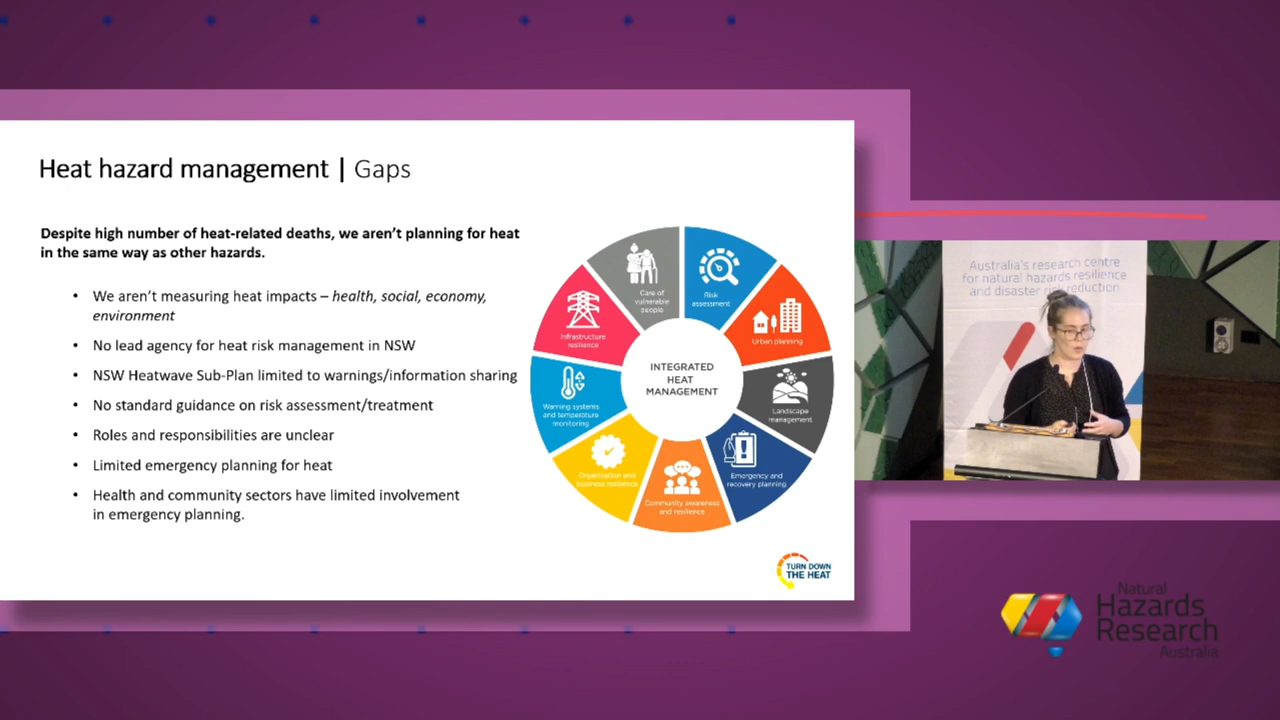 Heat hazard management | Gaps
Despite high number of heat-related deaths, we aren't planning for heat
in the same way as other hazards.
• We aren't measuring heat impacts – health, social, economy,
environment
• No lead agency for heat risk management in NSW
• NSW Heatwave Sub-Plan limited to warnings/information sharing
• No standard guidance on risk assessment/treatment
• Roles and responsibilities are unclear
• Limited emergency planning for heat
• Health and community sectors have limited involvement
in emergency planning.
Care of
vulnerable
people
Risk
assessment
Urban planning
Landscape
management
Emergency and
recovery planning
Community awareness
and resilience
Organisation and
business resilience
Warning systems
and temperature
monitoring
Infrastructure
resilience
INTEGRATED
HEAT
MANAGEMENT
TURN DOWN
THE HEAT
Australia's research centre
for natural hazards resilience
and disaster risk reduction
Natural
Hazards
Research
Australia